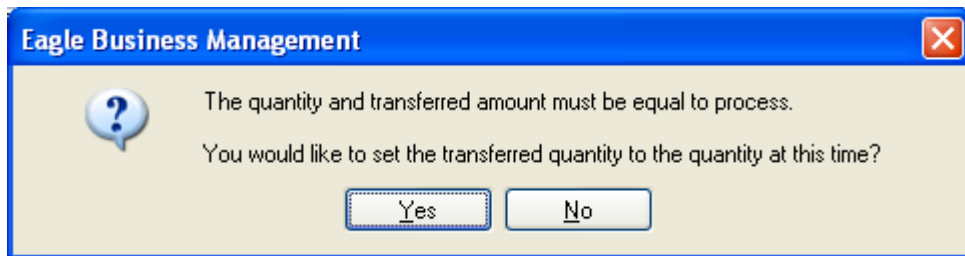 Eagle Business Management
The quantity and transferred amount must be equal to process.
You would like to set the transferred quantity to the quantity at this time?
Yes No